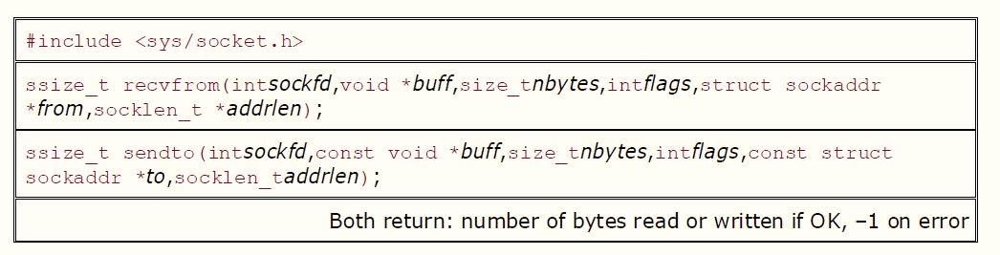 #include <sys/socket.h>
ssize_t recvfrom(intsockfd,void *buff,size_tnbytes,intflags,struct sockaddr
*from,socklen_t *addrlen);
ssize_t sendto(intsockfd,const void *buff,size_tnbytes,intflags,const struct
sockaddr *to,socklen_taddrlen);
Both return: number of bytes read or written if OK, –1 on error